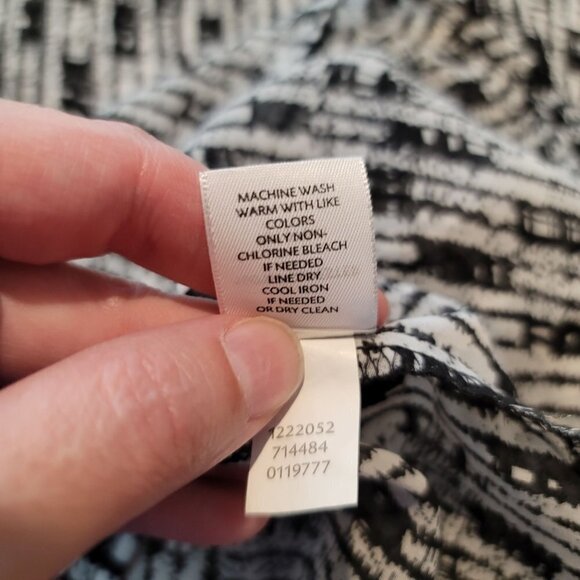 MACHINE WASH
WARM WITH LIKE
COLORS
ONLY NON-
CHLORINE BLEACH
IF NEEDED
LINE DRY
COOL IRON
IF NEEDED
OR DRY CLEAN
1222052
714484
0119777